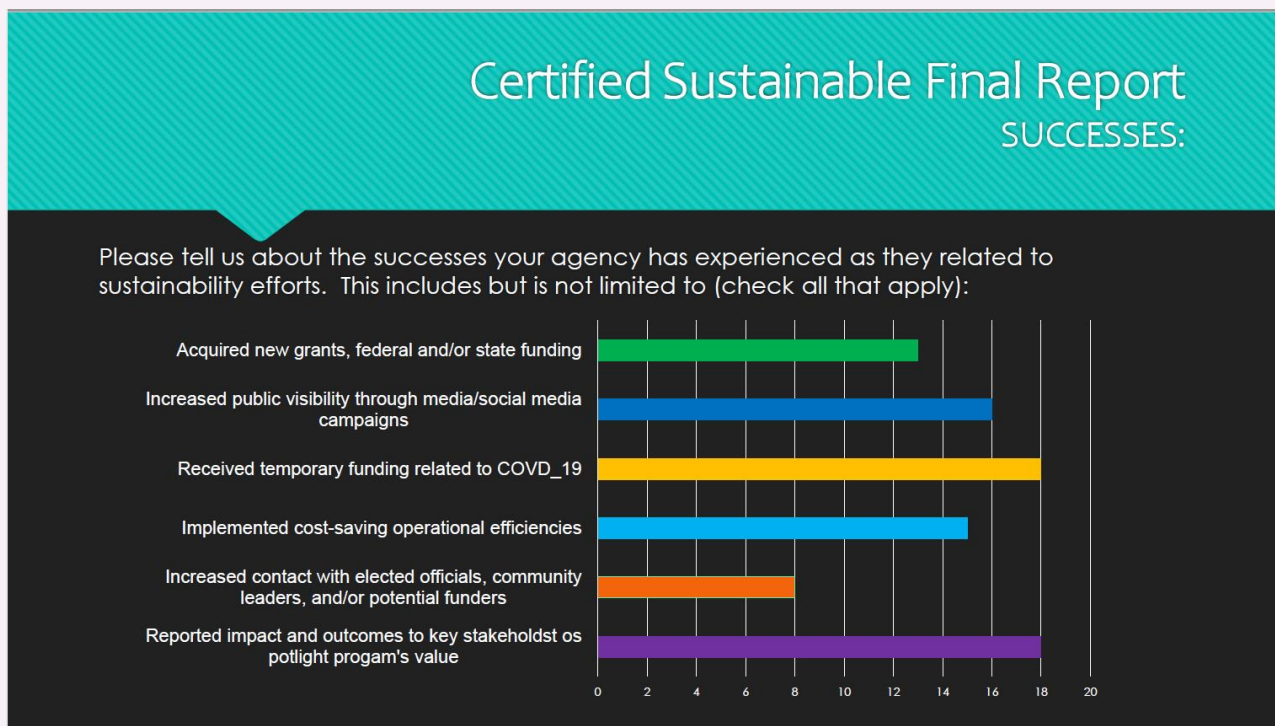 Certified Sustainable Final Report
SUCCESSES:
Please tell us about the successes your agency has experienced as they related to
sustainability efforts.  This includes but is not limited to (check all that apply):
Acquired new grants, federal and/or state funding
Increased public visibility through media/social media
campaigns
Received temporary funding related to COVD_19
Implemented cost-saving operational efficiencies
Increased contact with elected officials, community
leaders, and/or potential funders
Reported impact and outcomes to key stakeholdst os
potlight progam's value
0 2 4 6 8 10 12 14 16 18 20